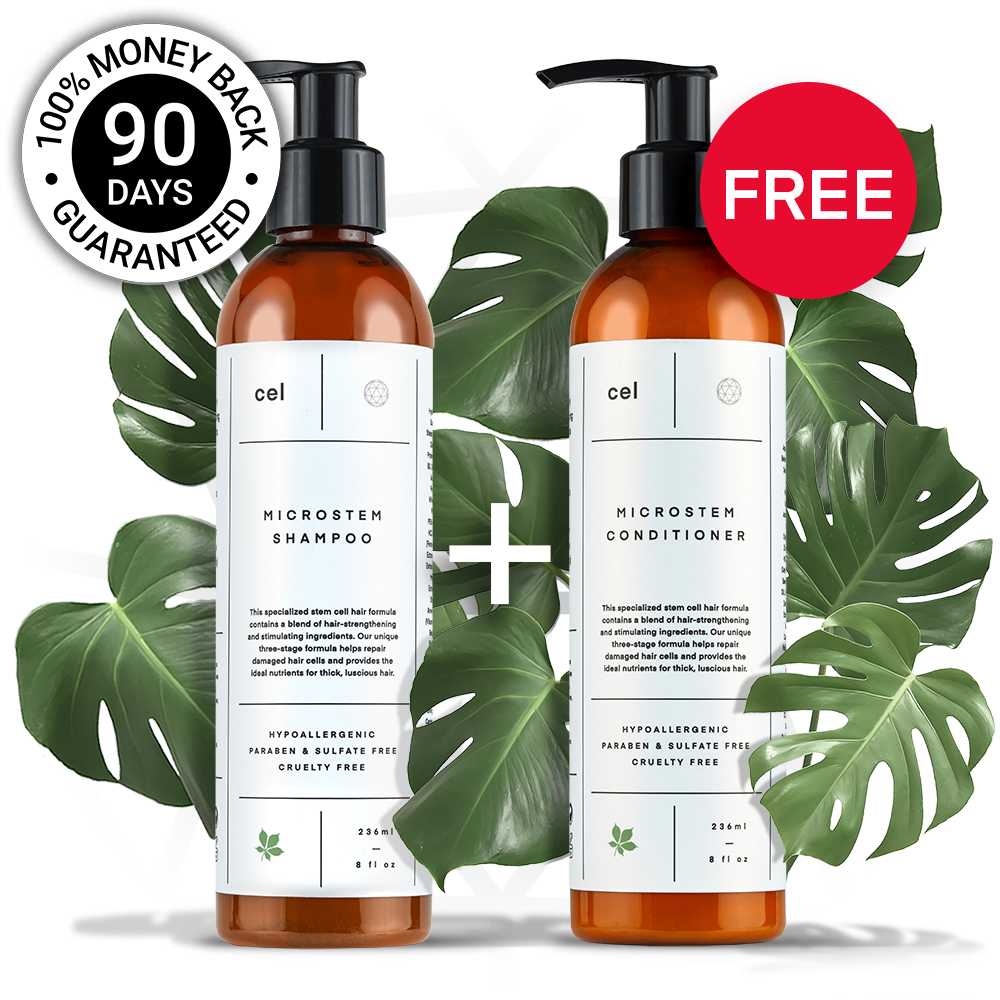 100% MONEY BACK
90
DAYS
GUARANTEED
FREE
cel
MICROSTEM
SHAMPOO
This specialized stem cell hair formula
contains a blend of hair-strengthening
and stimulating ingredients. Our unique
three-stage formula helps repair
damaged hair cells and provides the
ideal nutrients for thick, luscious hair.
HYPOALLERGENIC
PARABEN & SULFATE FREE
CRUELTY FREE
236ml
—
8 fl oz
+
cel
MICROSTEM
CONDITIONER
This specialized stem cell hair formula
contains a blend of hair-strengthening
and stimulating ingredients. Our unique
three-stage formula helps repair
damaged hair cells and provides the
ideal nutrients for thick, luscious hair.
HYPOALLERGENIC
PARABEN & SULFATE FREE
CRUELTY FREE
236ml
—
8 fl oz